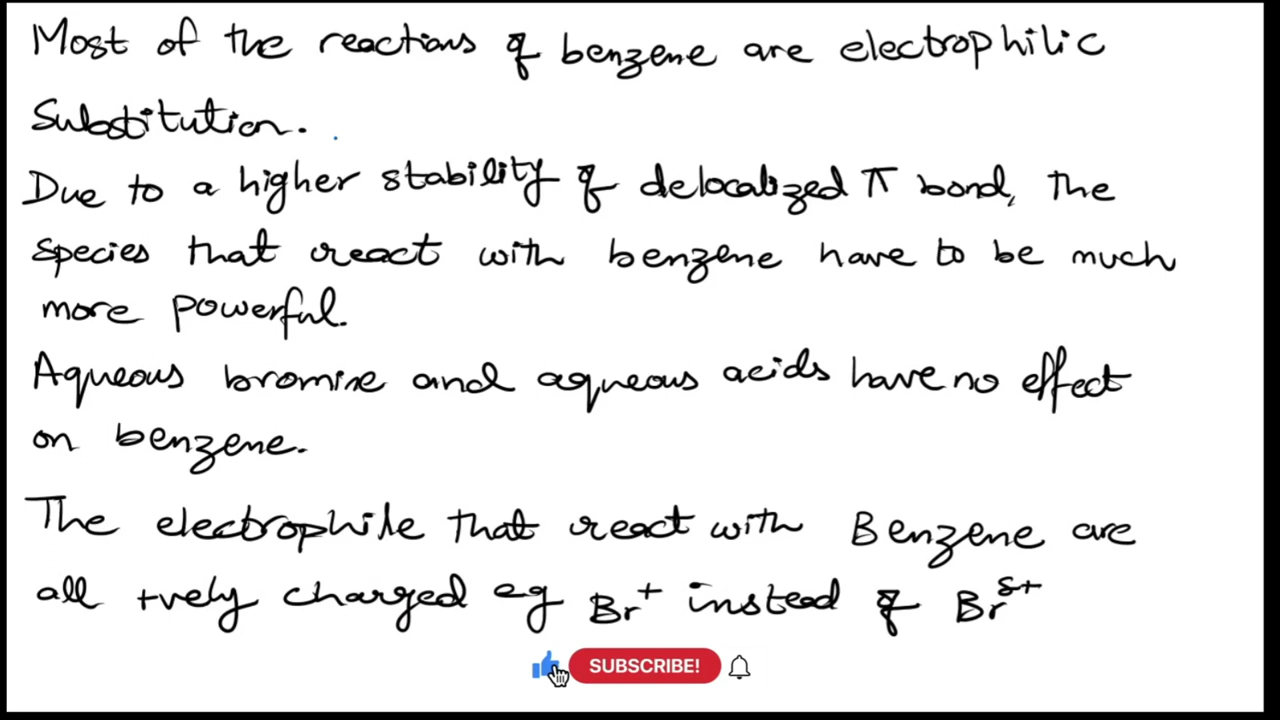 Most of the reactions of benzene are electrophilic
Substitution.
Due to a higher stability of delocalized π bond, the
species that react with benzene have to be much
more powerful.
Aqueous bromine and aqueous acids have no effect
on benzene.
The electrophile that react with Benzene are
all +vely charged eg Br⁺ instead of Br^δ+
SUBSCRIBE!